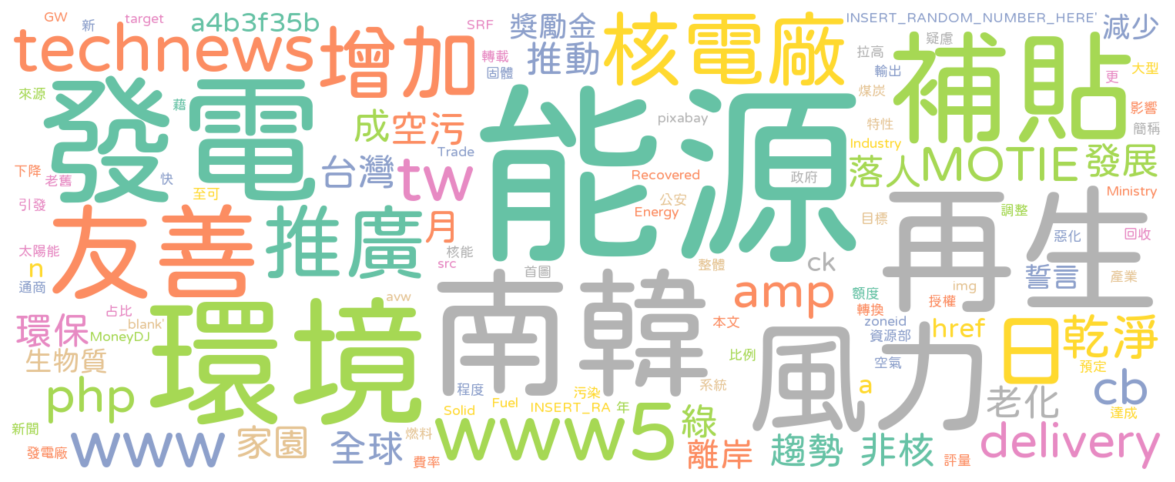 GW
新
target
a4b3f35b
SRF
獎勵金
INSERT_RANDOM_NUMBER_HERE'
減少
technews
增加
轉載
固體
推動
核電廠
拉高
疑慮
輸出
煤炭
補貼
更
大型
影響
簡稱
來源
藉
發電
成
空污
pixabay
能源
特性
Industry
落人
MOTIE
發展
下降
老舊
快
至可
台灣
Trade
tw
Recovered
政府
公安
Energy
Ministry
引發
友善
推廣
月
核能
src
目標
再生
調整
惡化
回收
太陽能
n
通商
首圖
整體
ck
誓言
產業
環保
占比
_blank'
MoneyDJ
環境
avw
南韓
amp
本文
額度
轉換
授權
img
zoneid
資源部
href
日
乾淨
生物質
php
程度
污染
系統
比例
風力
空氣
a
預定
老化
cb
達成
Solid
Fuel
INSERT_RA
年
新聞
發電廠
www
家園
全球
燃料
費率
www5
綠
離岸
趨勢
非核
評量
delivery